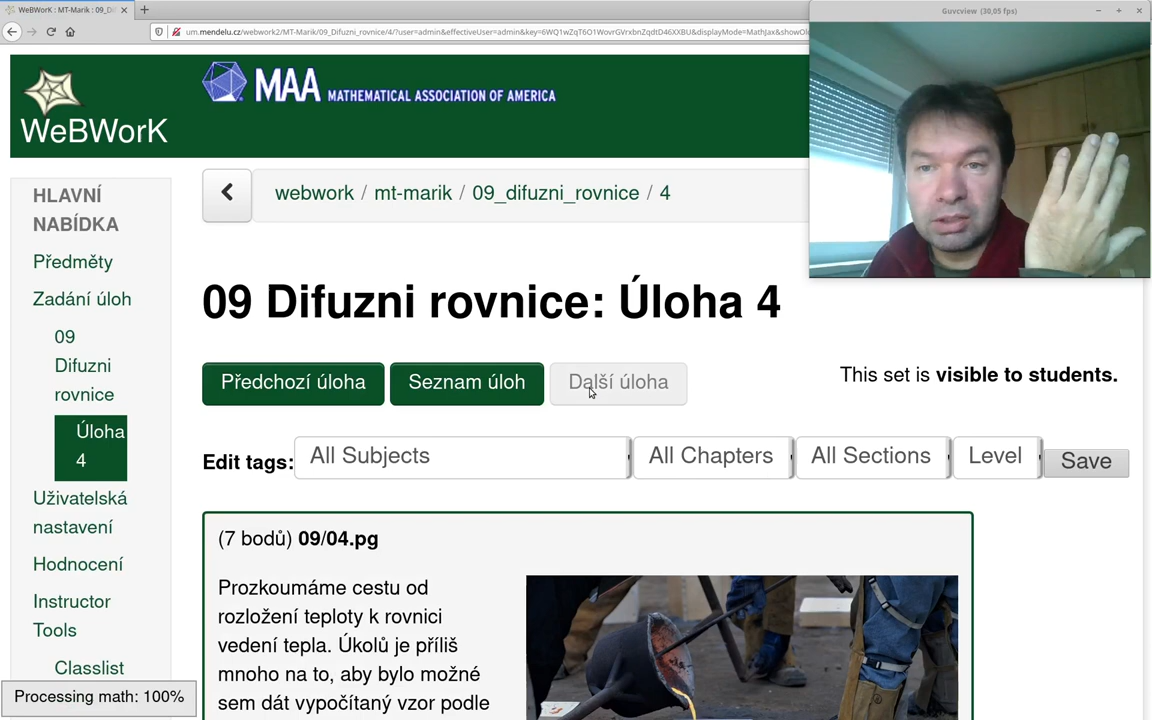 WeBWorK : MT-Marik : 09_Di
Guvcview (30,05 fps)
um.mendelu.cz/webwork2/MT-Marik/09_Difuzni_rovnice/4/?user=admin&effectiveUser=admin&key=
WeBWorK
MAA MATHEMATICAL ASSOCIATION OF AMERICA
HLAVNÍ
NABÍDKA
Předměty
Zadání úloh
09
Difuzni
rovnice
Úloha
4
Uživatelská
nastavení
Hodnocení
Instructor
Tools
Classlist
Processing math: 100%
webwork / mt-marik / 09_difuzni_rovnice / 4
09 Difuzni rovnice: Úloha 4
Předchozí úloha Seznam úloh Další úloha
This set is visible to students.
Edit tags: All Subjects All Chapters All Sections Level Save
(7 bodů) 09/04.pg
Prozkoumáme cestu od
rozložení teploty k rovnici
vedení tepla. Úkolů je příliš
mnoho na to, aby bylo možné
sem dát vypočítaný vzor podle